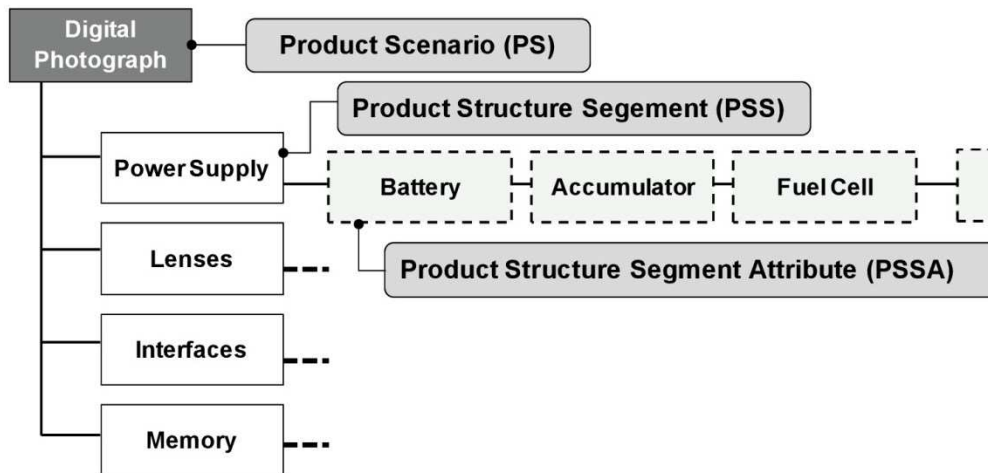 Digital
Photograph
Product Scenario (PS)
Product Structure Segement (PSS)
Power Supply
Battery
Accumulator
Fuel Cell
Lenses
Product Structure Segment Attribute (PSSA)
Interfaces
Memory